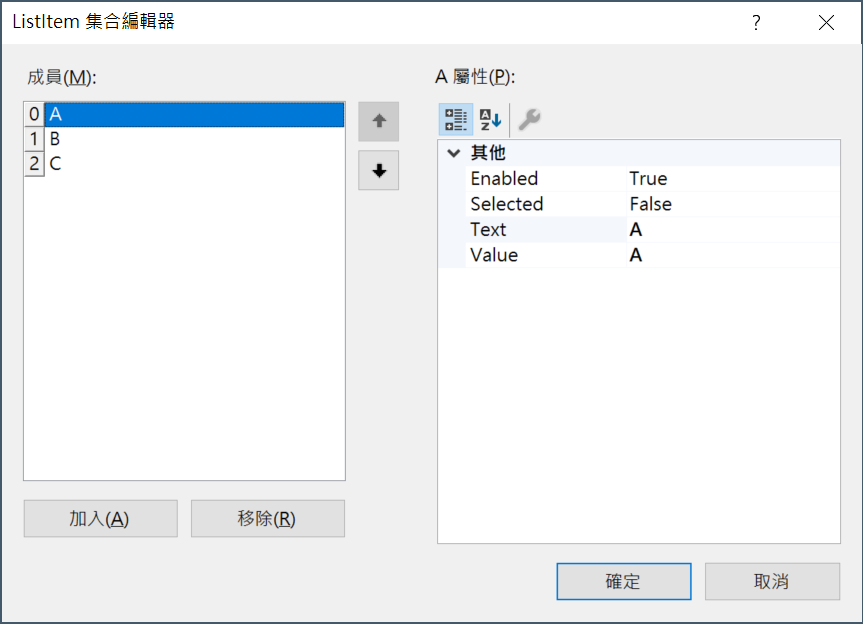 ListItem 集合編輯器 ?
成員(M):
0 A
1 B
2 C
加入(A) 移除(R)
A 屬性(P):
其他
Enabled True
Selected False
Text A
Value A
確定 取消